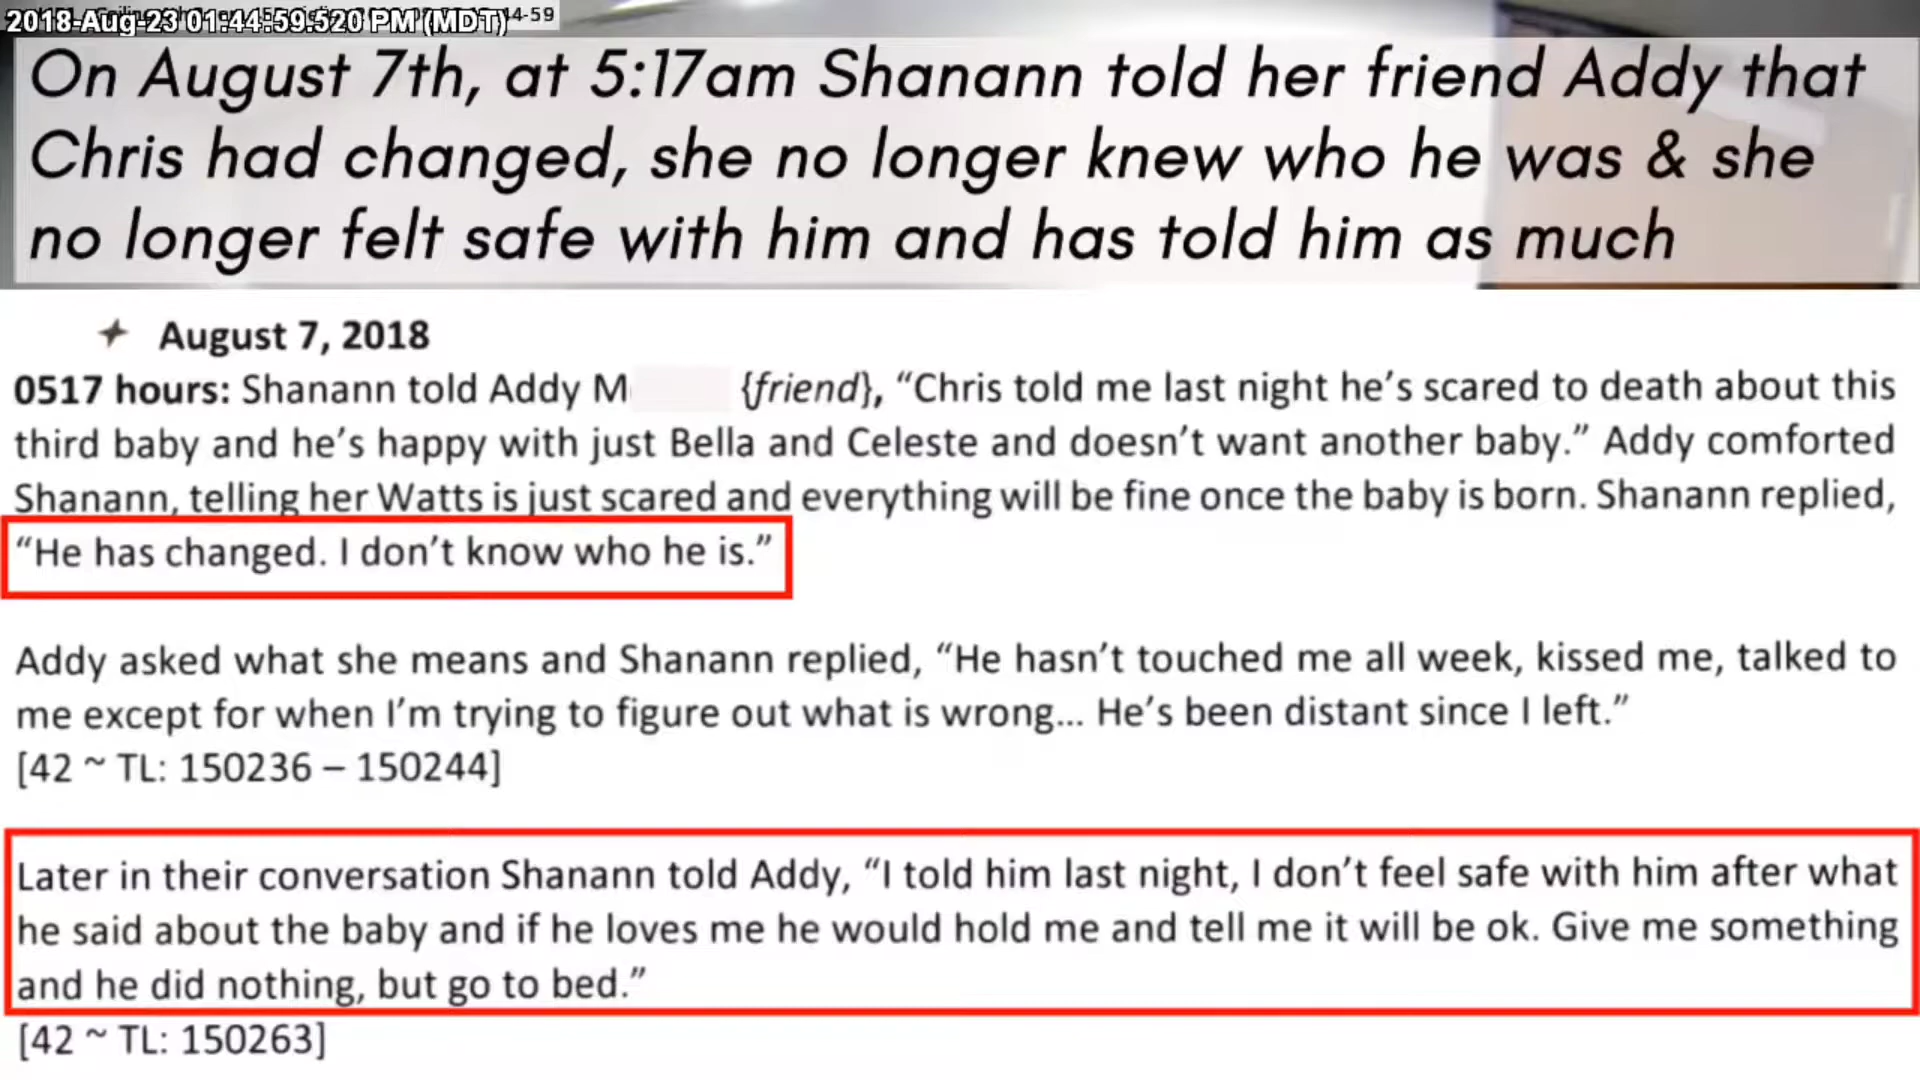 2018-Aug-23 01:44:59.520 PM (MDT)
44-59
On August 7th, at 5:17am Shanann told her friend Addy that
Chris had changed, she no longer knew who he was & she
no longer felt safe with him and has told him as much
August 7, 2018
0517 hours: Shanann told Addy M {friend}, “Chris told me last night he’s scared to death about this
third baby and he’s happy with just Bella and Celeste and doesn’t want another baby.” Addy comforted
Shanann, telling her Watts is just scared and everything will be fine once the baby is born. Shanann replied,
“He has changed. I don’t know who he is.”
Addy asked what she means and Shanann replied, “He hasn’t touched me all week, kissed me, talked to
me except for when I’m trying to figure out what is wrong… He’s been distant since I left.”
[42 ~ TL: 150236 – 150244]
Later in their conversation Shanann told Addy, “I told him last night, I don’t feel safe with him after what
he said about the baby and if he loves me he would hold me and tell me it will be ok. Give me something
and he did nothing, but go to bed.”
[42 ~ TL: 150263]